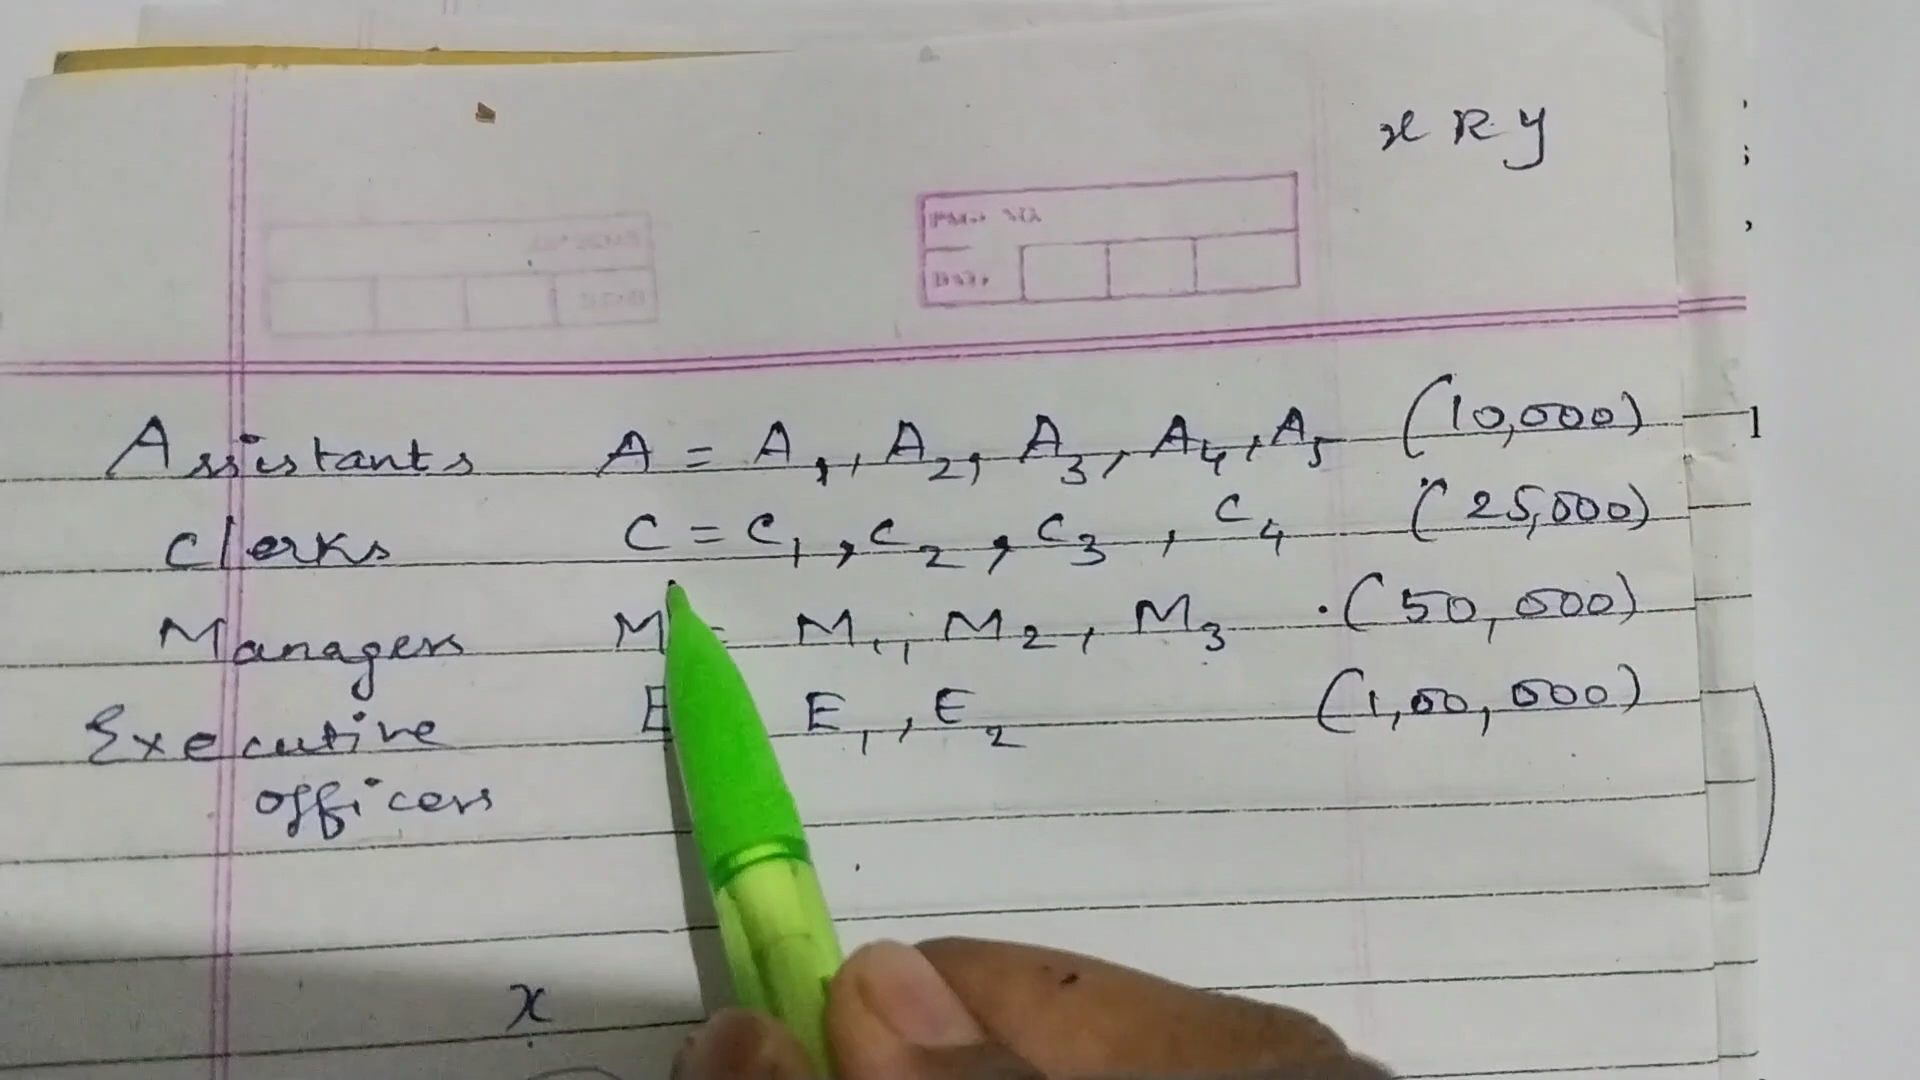 x R y
Assistants A = A1, A2, A3, A4, A5 (10,000)
Clerks C = C1, C2, C3, C4 (25,000)
Managers M = M1, M2, M3 (50,000)
Executive E E1, E2 (1,00,000)
officers
x